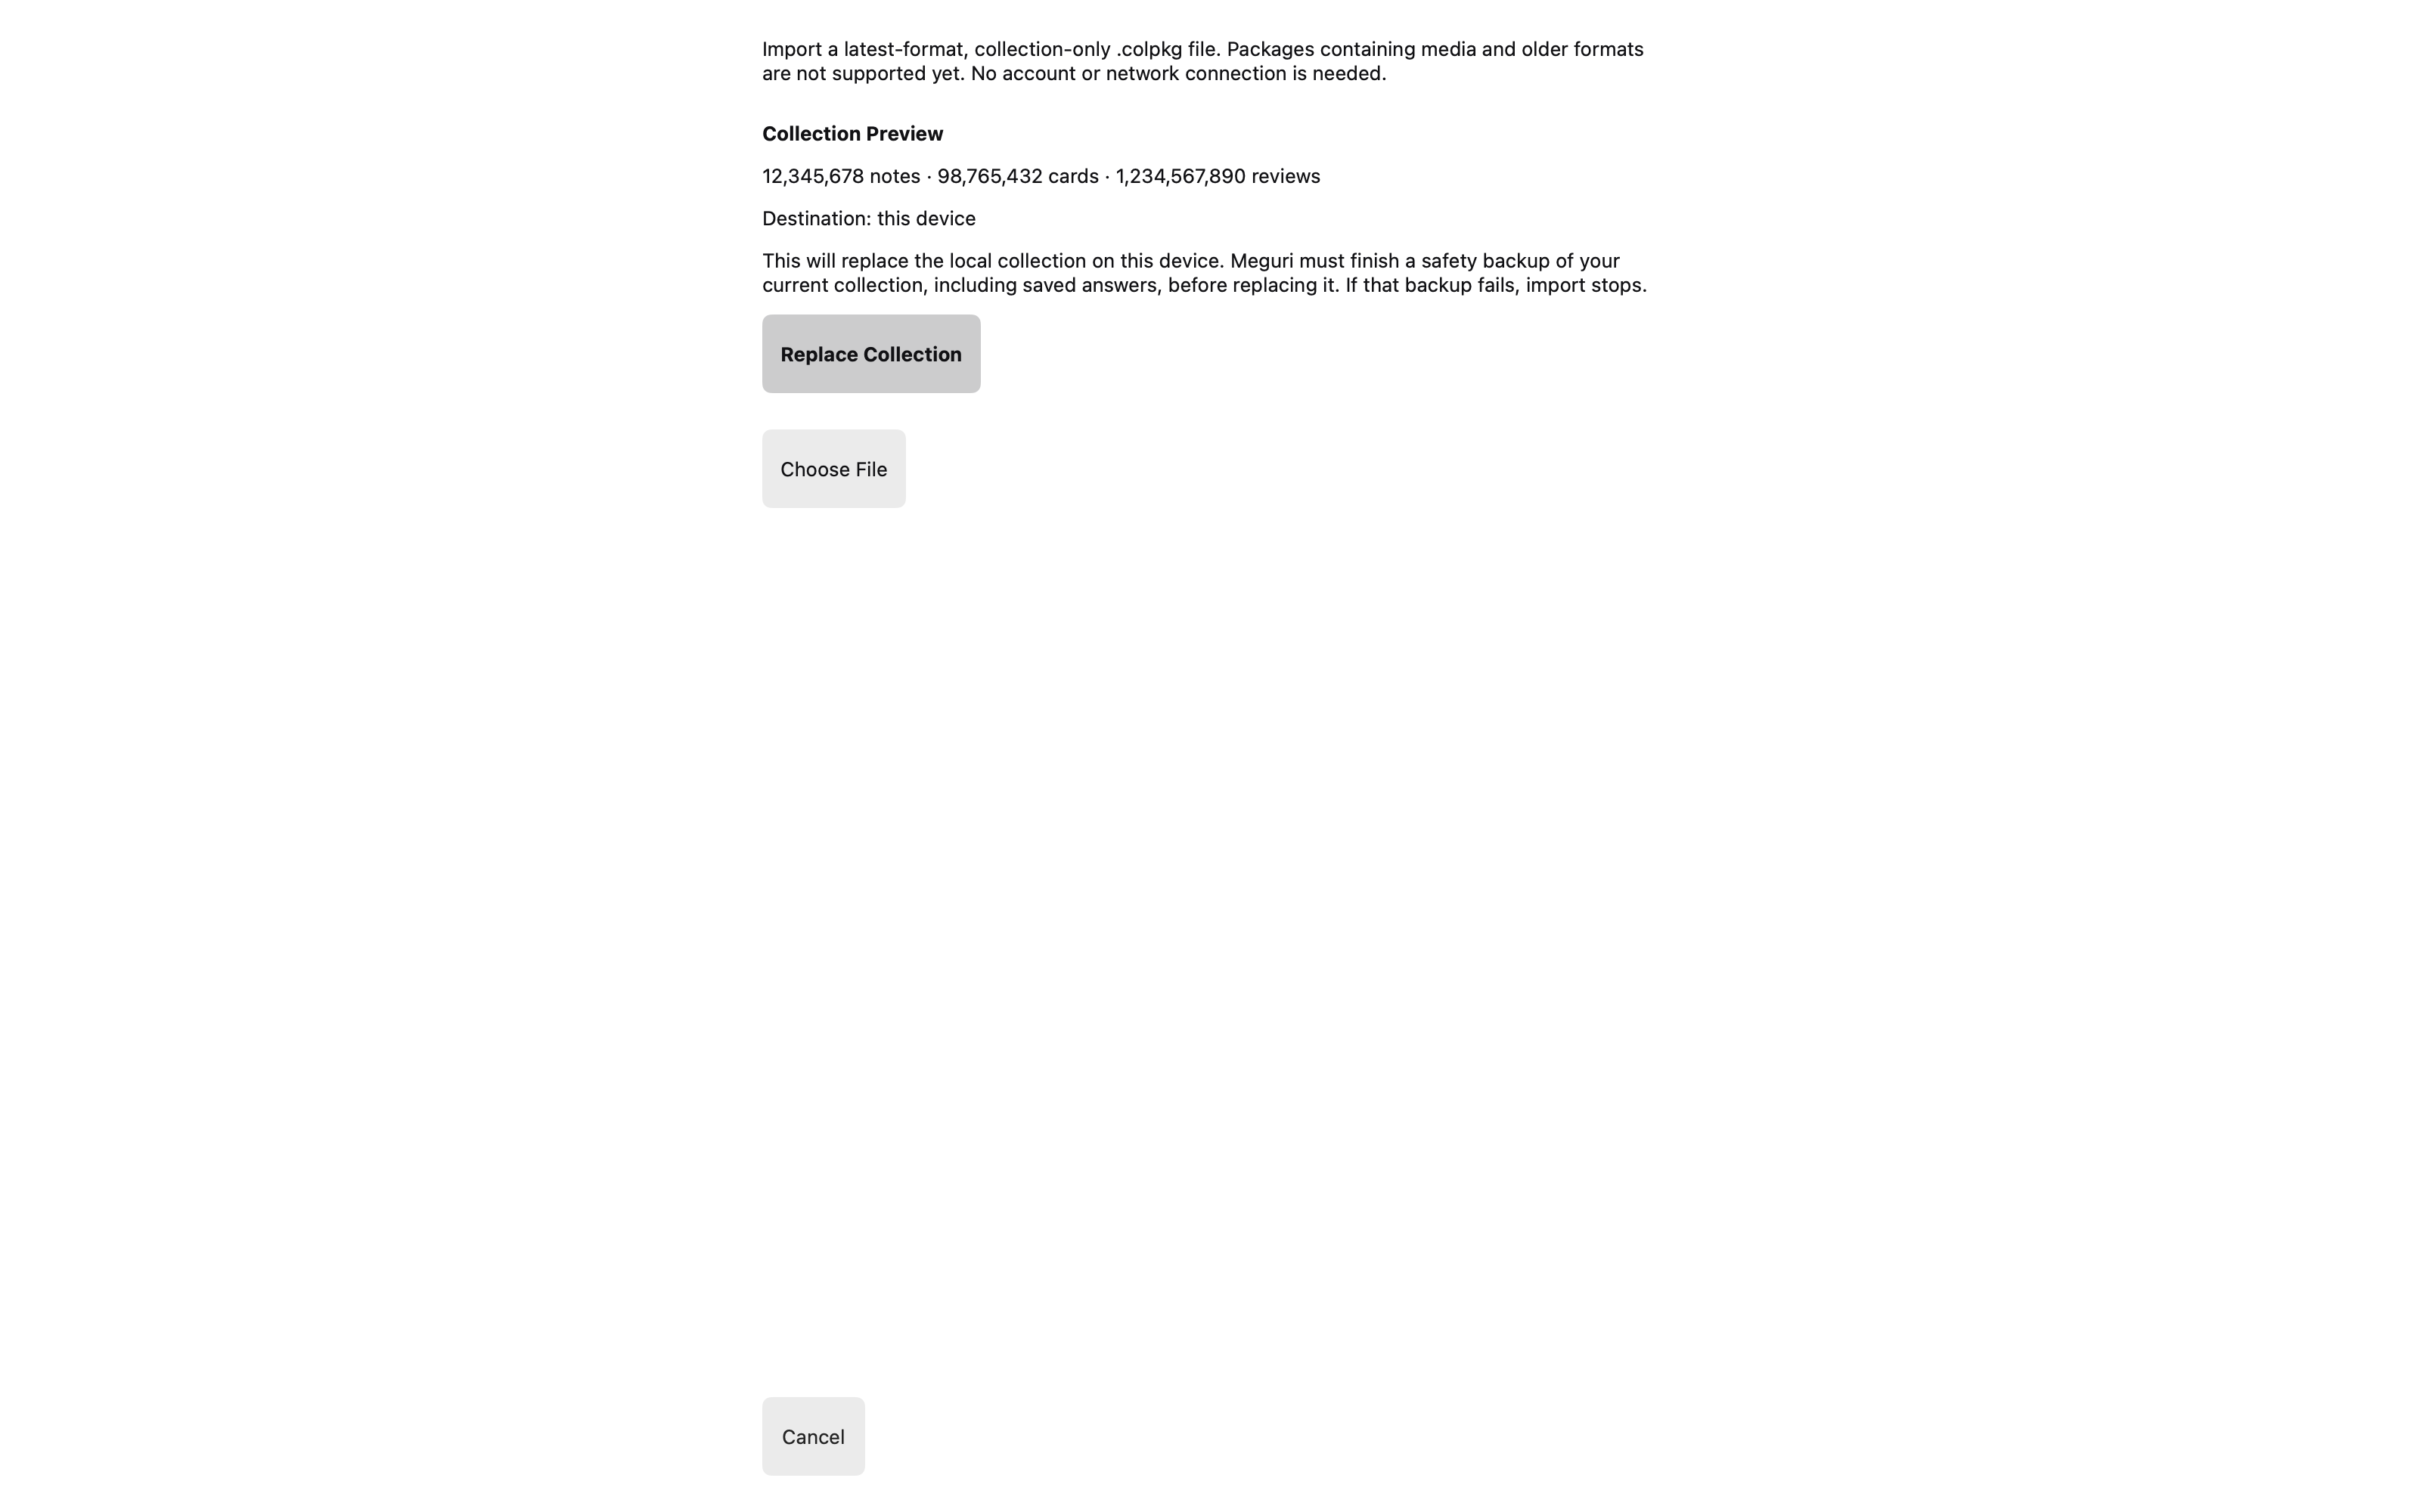 Import a latest-format, collection-only .colpkg file. Packages containing media and older formats
are not supported yet. No account or network connection is needed.
Collection Preview
12,345,678 notes · 98,765,432 cards · 1,234,567,890 reviews
Destination: this device
This will replace the local collection on this device. Meguri must finish a safety backup of your
current collection, including saved answers, before replacing it. If that backup fails, import stops.
Replace Collection
Choose File
Cancel